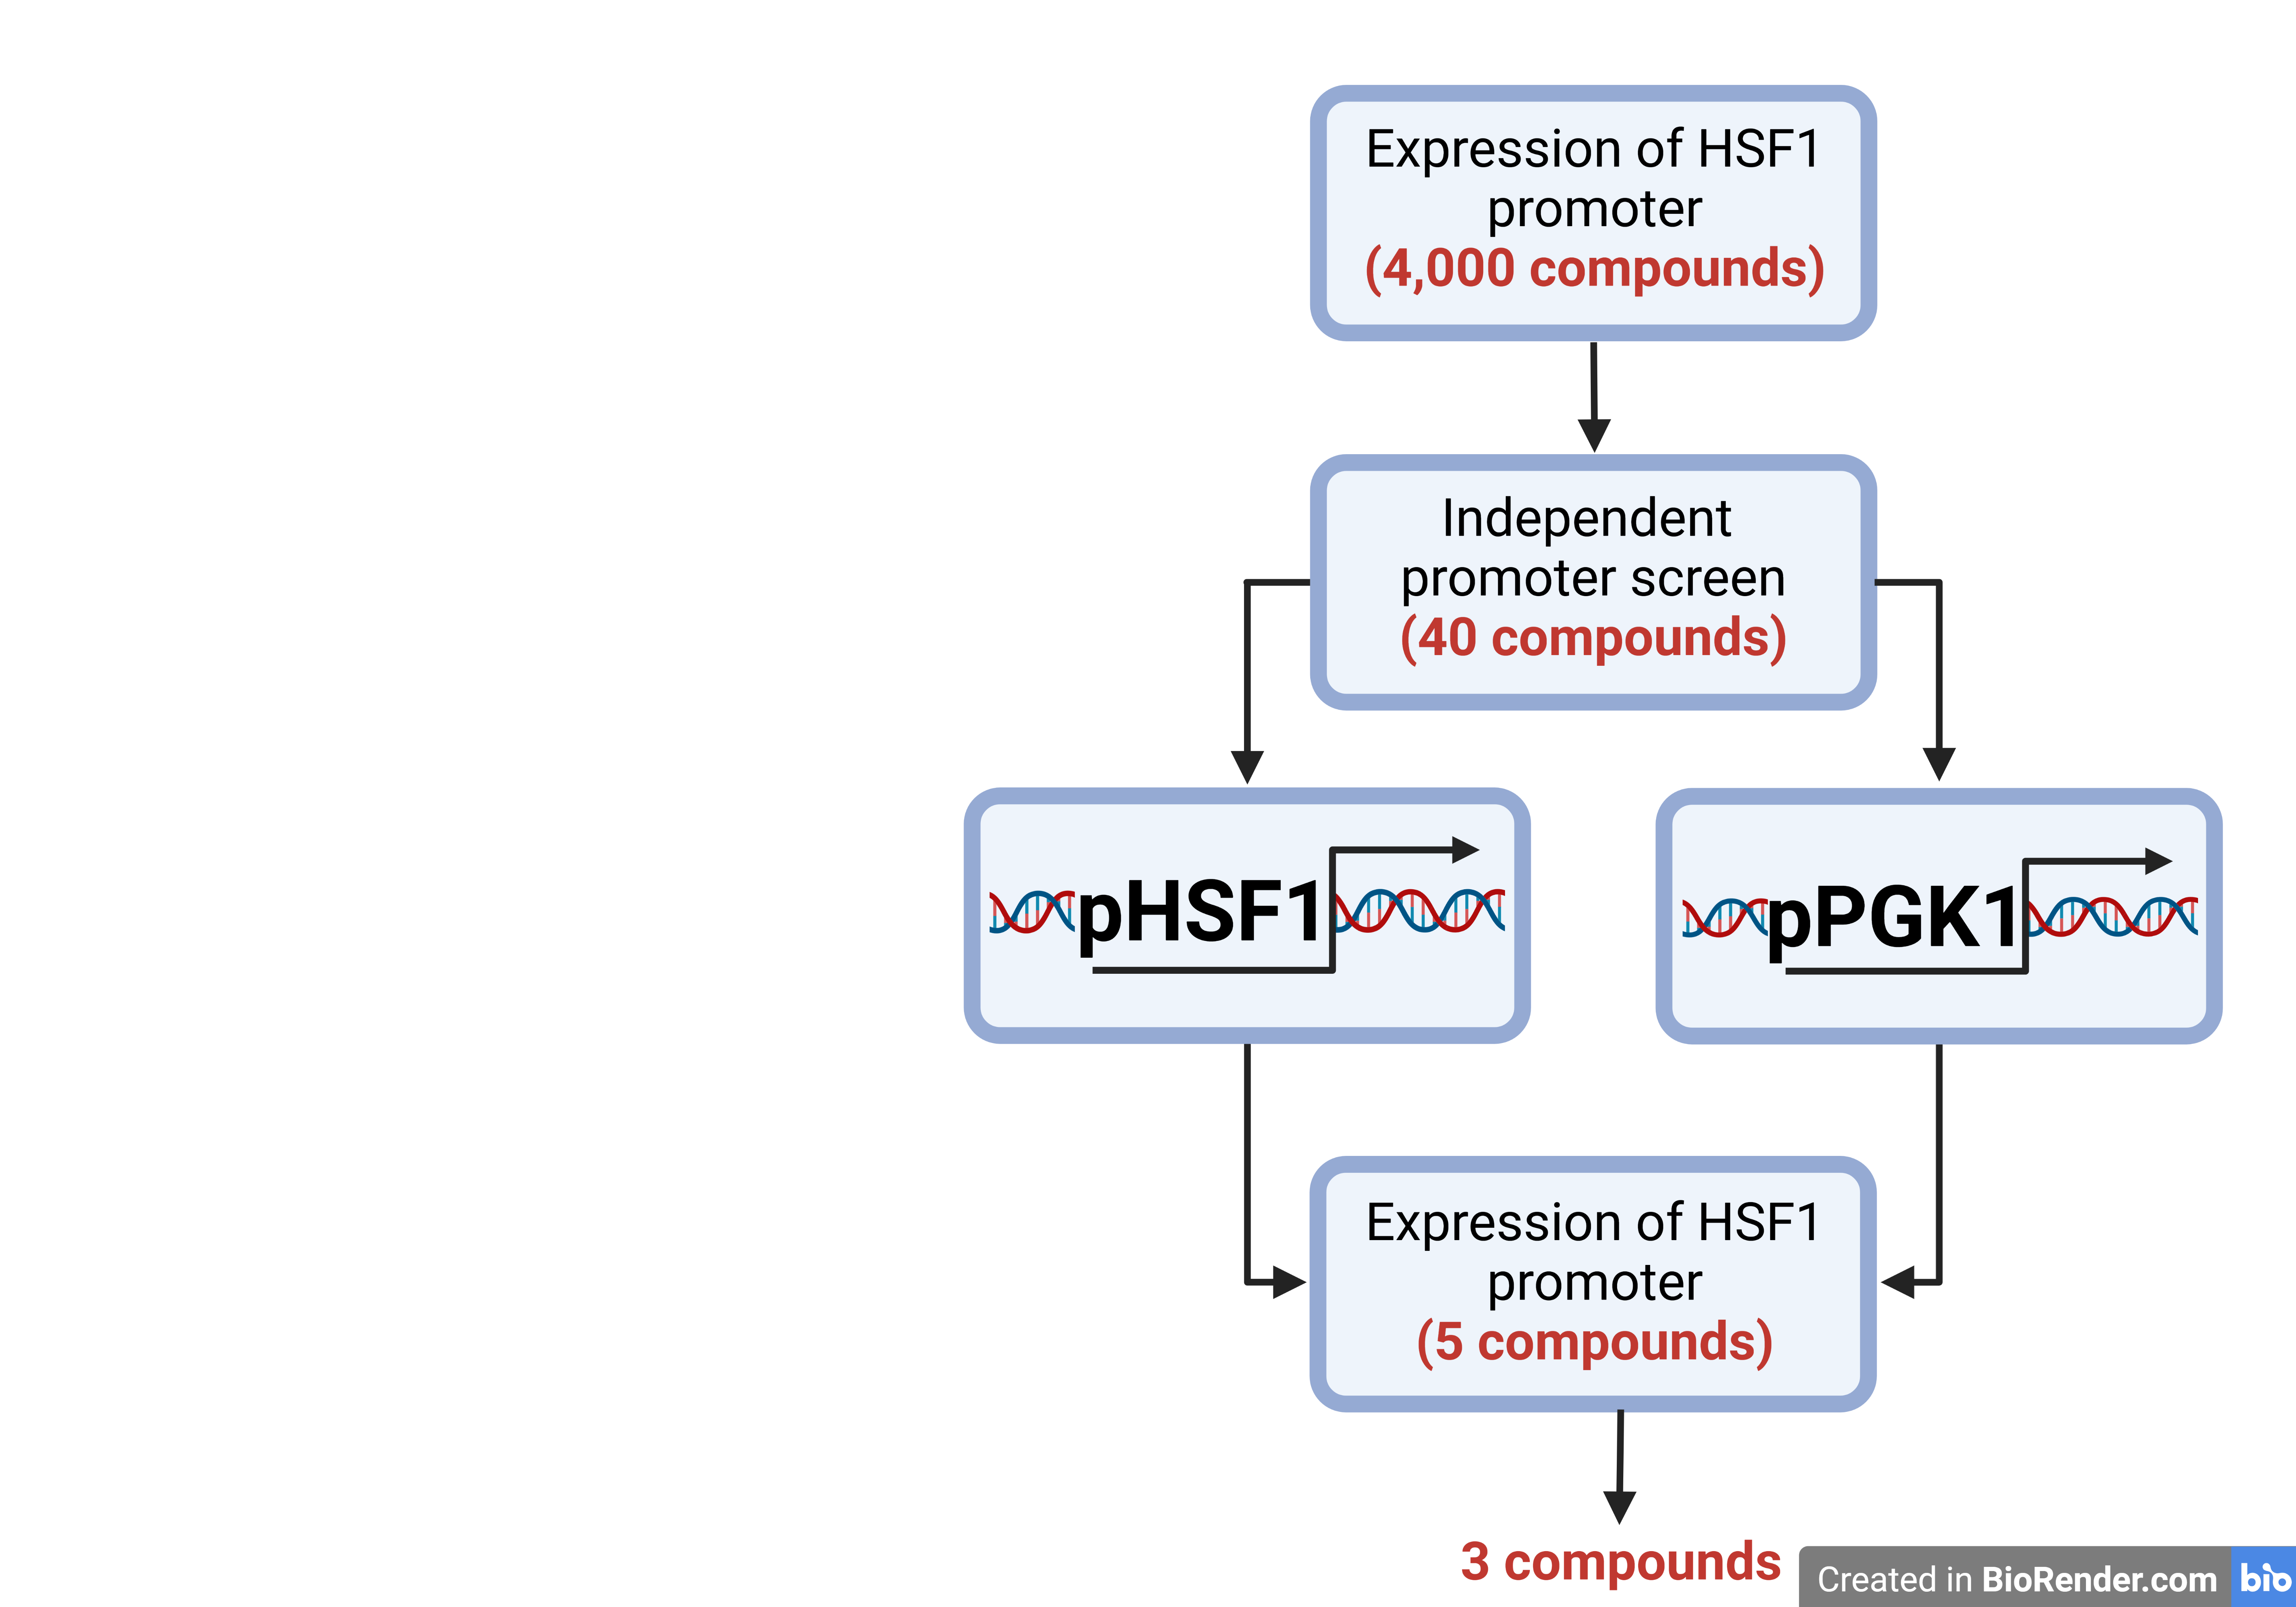 Expression of HSF1
promoter
(4,000 compounds)
Independent
promoter screen
(40 compounds)
pHSF1
pPGK1
Expression of HSF1
promoter
(5 compounds)
3 compounds
Created in BioRender.com bio